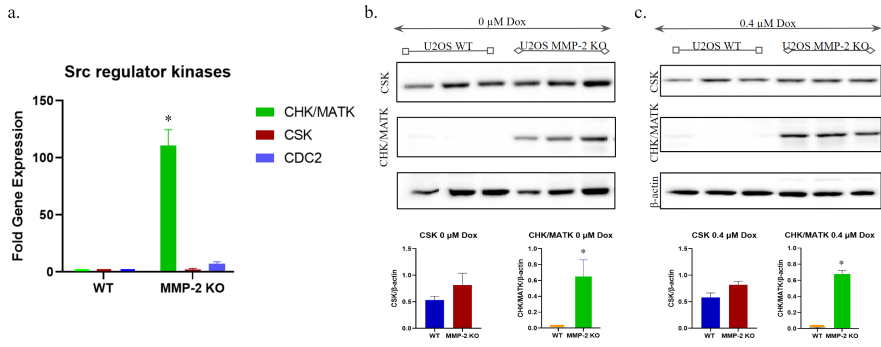 a.
Src regulator kinases
Fold Gene Expression
150
100
50
0
*
WT
MMP-2 KO
CHK/MATK
CSK
CDC2
b.
0 µM Dox
U2OS WT
U2OS MMP-2 KO
CSK
CHK/MATK
CSK 0 µM Dox
CSK/β-actin
1.5
1.0
0.5
0.0
WT MMP-2 KO
CHK/MATK 0 µM Dox
CHK/MATK/β-actin
1.0
0.8
0.6
0.4
0.2
0.0
*
WT MMP-2 KO
c.
0.4 µM Dox
U2OS WT
U2OS MMP-2 KO
CSK
CHK/MATK
β-actin
CSK 0.4 µM Dox
CSK/β-actin
1.5
1.0
0.5
0.0
WT MMP-2 KO
CHK/MATK 0.4 µM Dox
CHK/MATK/β-actin
1.0
0.8
0.6
0.4
0.2
0.0
*
WT MMP-2 KO